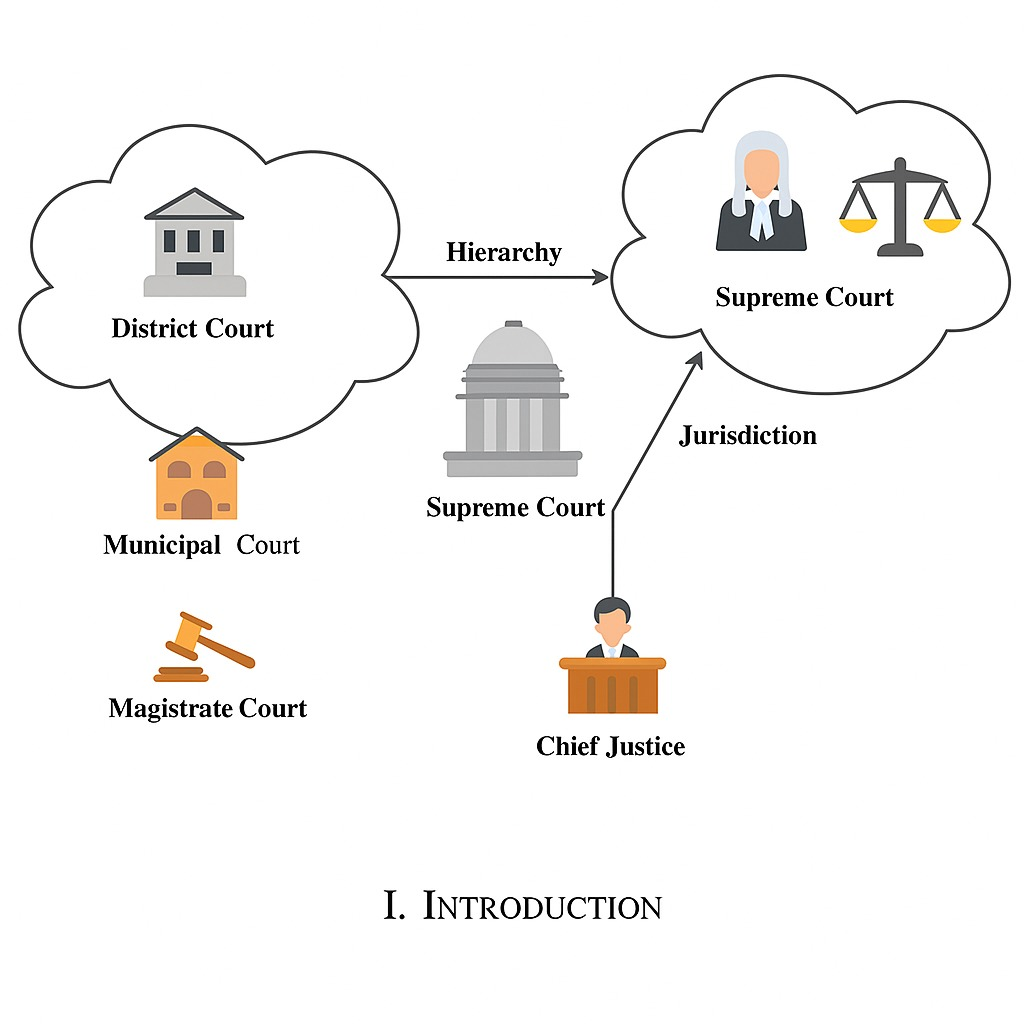 Hierarchy
Supreme Court
District Court
Jurisdiction
Supreme Court
Municipal Court
Magistrate Court
Chief Justice
I. INTRODUCTION